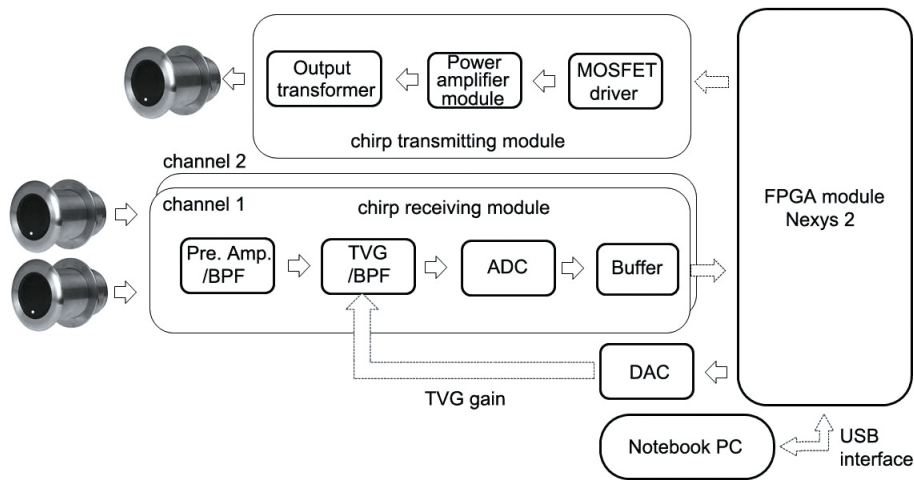 Output
transformer
Power
amplifier
module
MOSFET
driver
chirp transmitting module
channel 2
channel 1
chirp receiving module
FPGA module
Nexys 2
Pre. Amp.
/BPF
TVG
/BPF
ADC
Buffer
DAC
TVG gain
Notebook PC
USB
interface